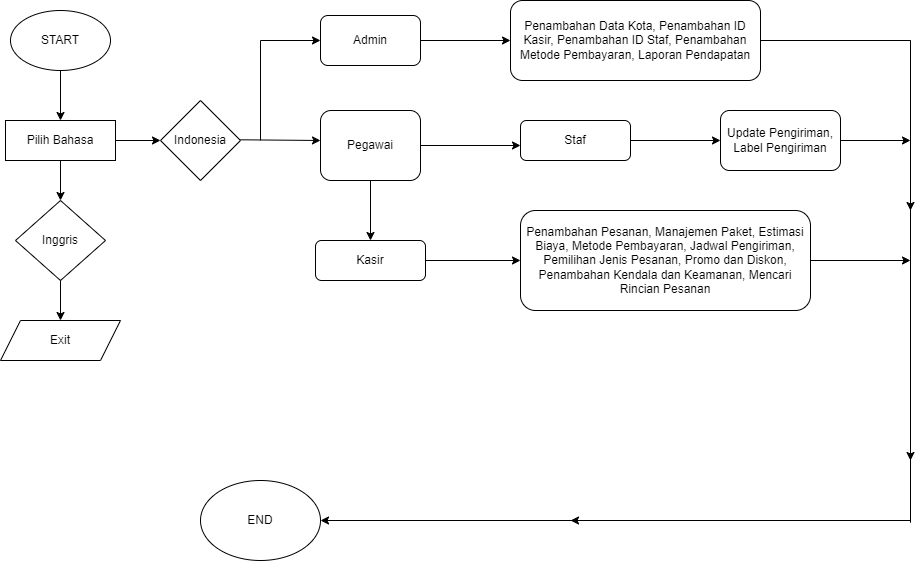 START
Pilih Bahasa
Inggris
Exit
Indonesia
Admin
Penambahan Data Kota, Penambahan ID
Kasir, Penambahan ID Staf, Penambahan
Metode Pembayaran, Laporan Pendapatan
Pegawai
Staf
Update Pengiriman,
Label Pengiriman
Kasir
Penambahan Pesanan, Manajemen Paket, Estimasi
Biaya, Metode Pembayaran, Jadwal Pengiriman,
Pemilihan Jenis Pesanan, Promo dan Diskon,
Penambahan Kendala dan Keamanan, Mencari
Rincian Pesanan
END